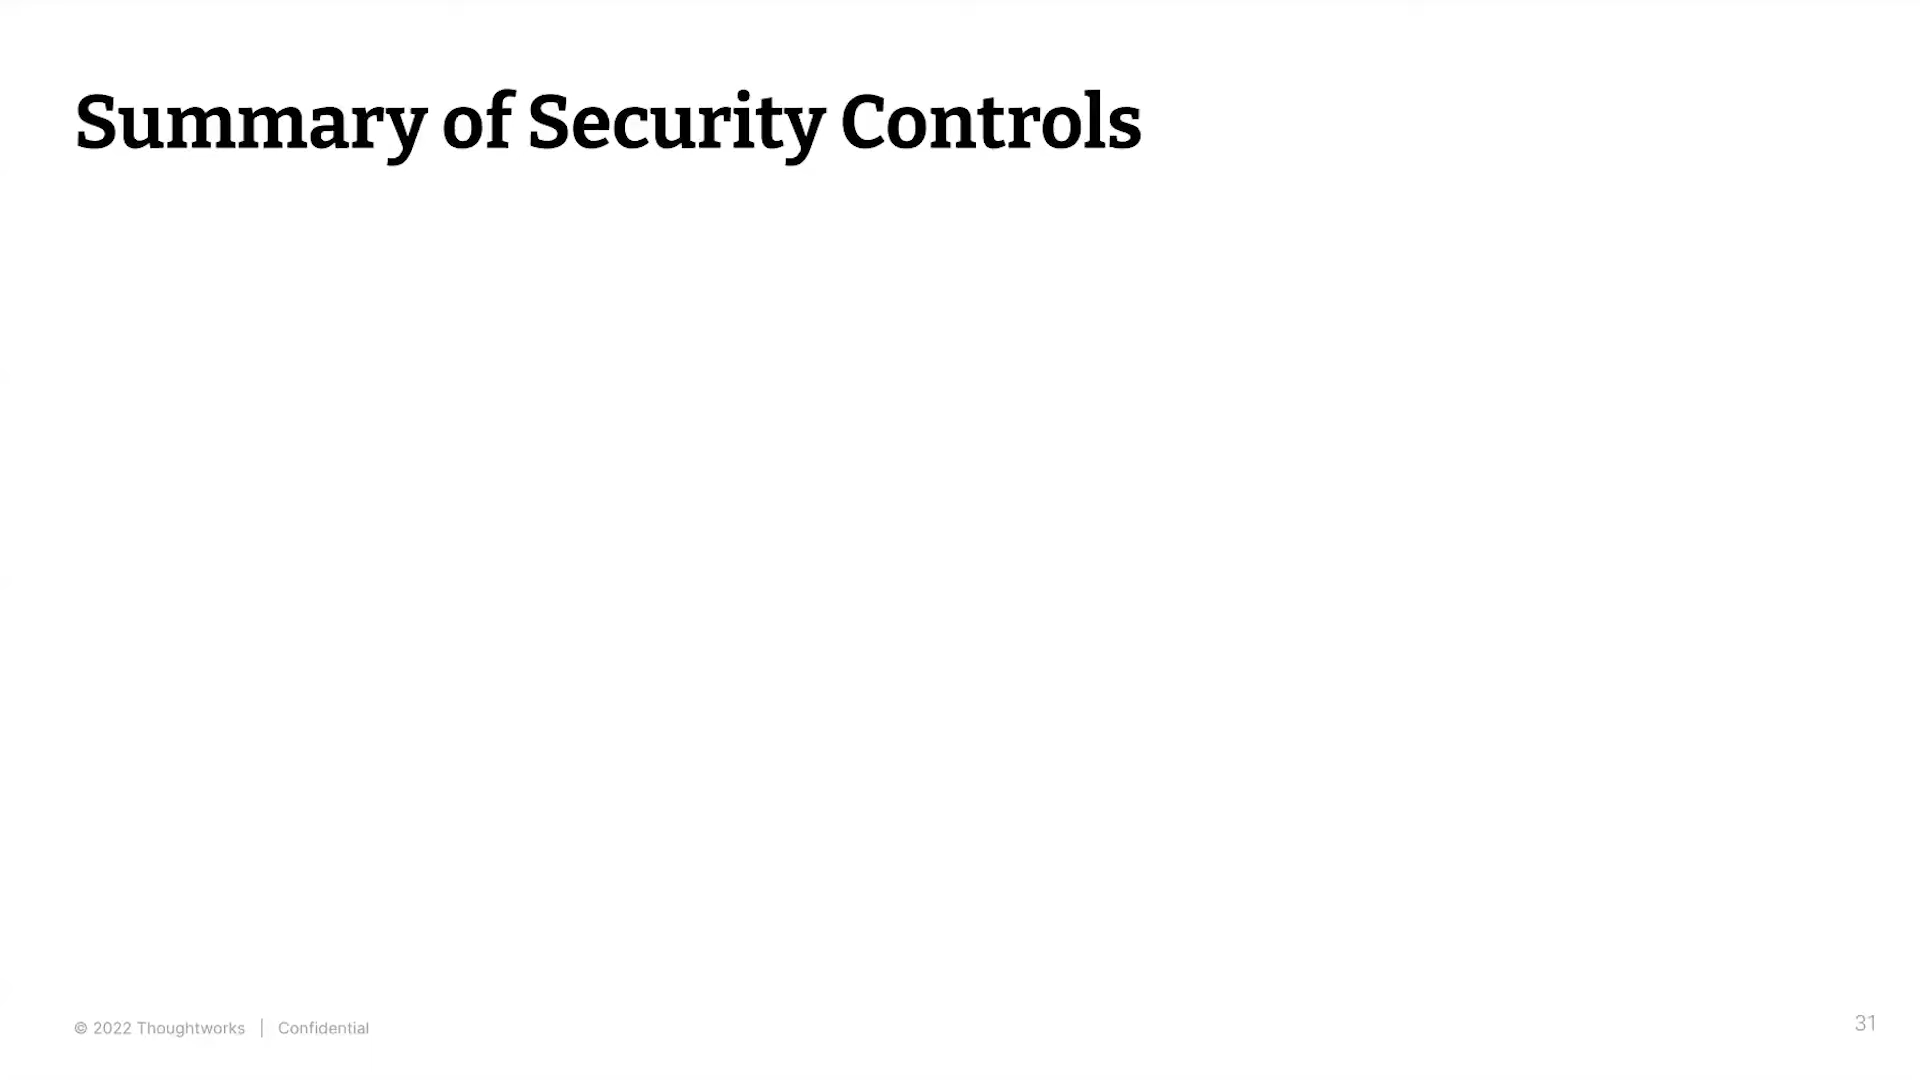 Summary of Security Controls
© 2022 Thoughtworks | Confidential
31